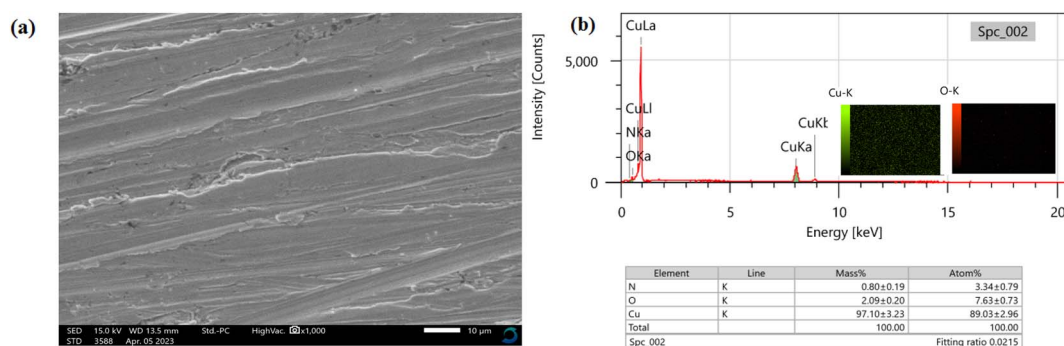 (a)
SED 15.0 kV WD 13.5 mm Std.-PC HighVac. x1,000 10 µm
STD 3588 Apr. 05 2023
(b)
Spc_002
Intensity [Counts]
5,000
0
CuLa
CuLl
NKa
OKa
CuKa
CuKb
Cu-K
O-K
0 5 10 15 20
Energy [keV]
Element Line Mass% Atom%
N K 0.80±0.19 3.34±0.79
O K 2.09±0.20 7.63±0.73
Cu K 97.10±3.23 89.03±2.96
Total 100.00 100.00
Spc_002 Fitting ratio 0.0215